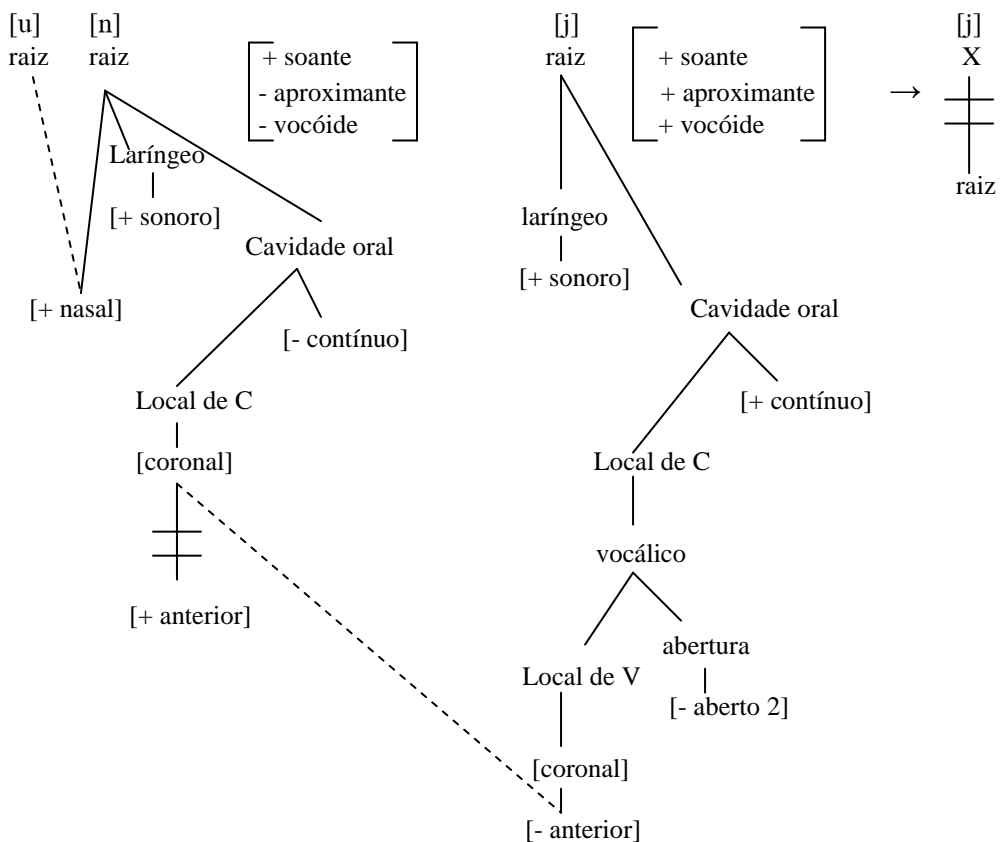 [u] [n] [j] [j]
raiz raiz raiz X
+ soante
- aproximante
- vocóide
+ soante
+ aproximante
+ vocóide
→
raiz
Laríngeo
[+ sonoro]
Cavidade oral
[+ nasal]
[- contínuo]
Local de C
[coronal]
[+ anterior]
laríngeo
[+ sonoro]
Cavidade oral
[+ contínuo]
Local de C
vocálico
abertura
Local de V
[- aberto 2]
[coronal]
[- anterior]